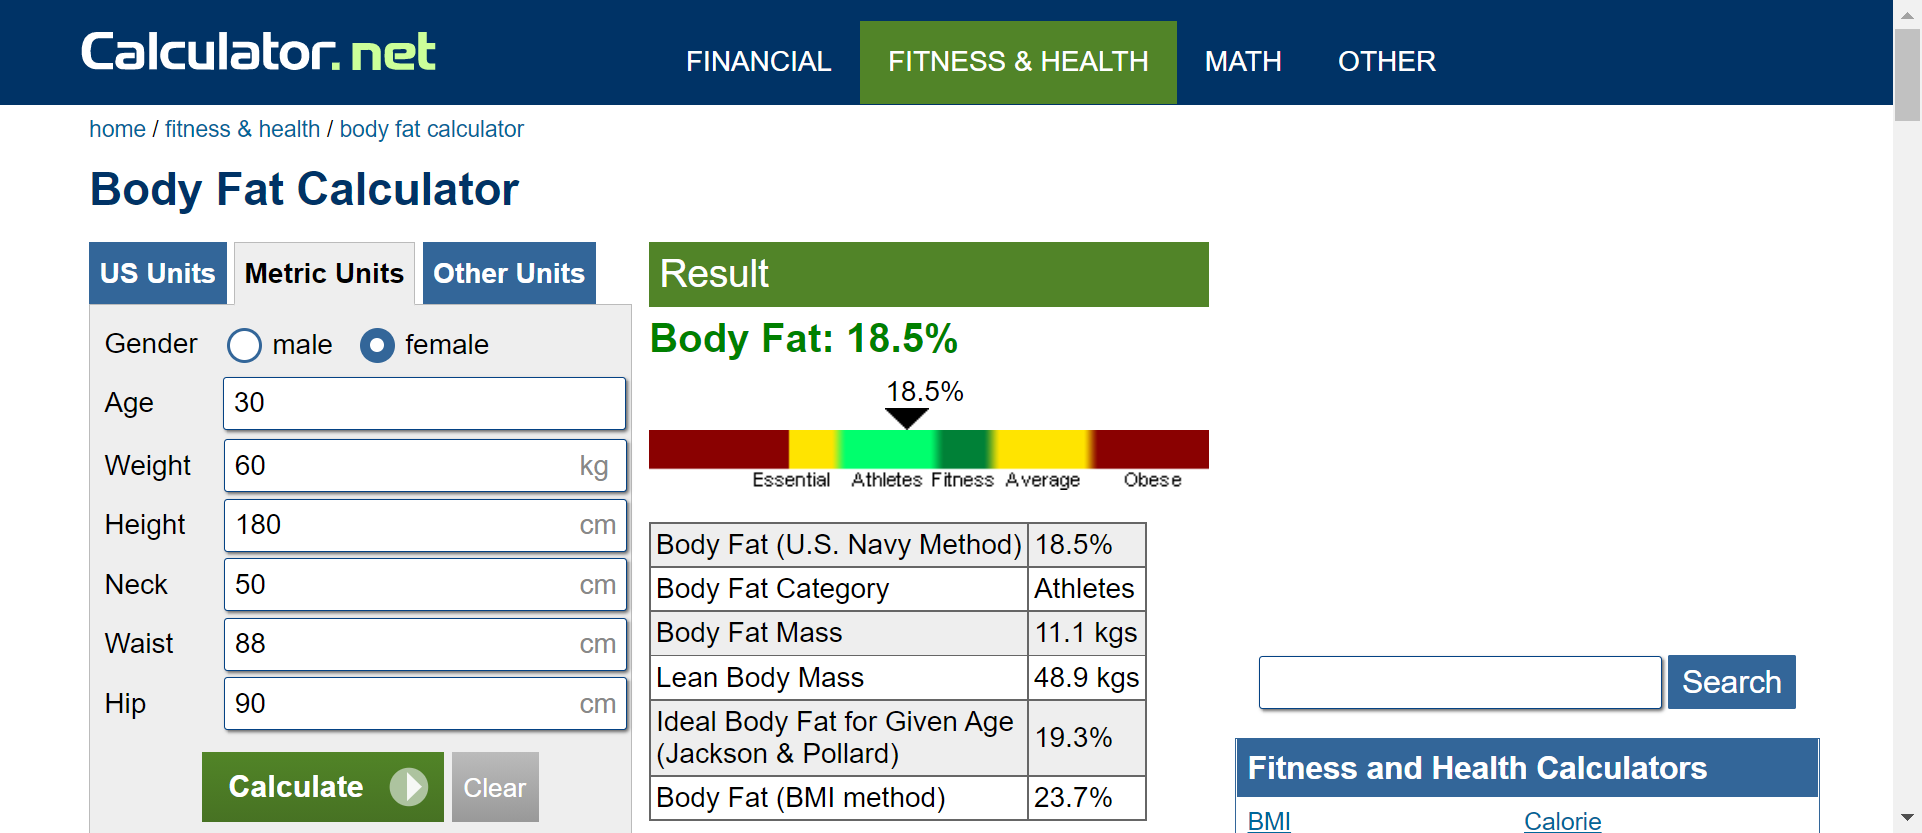 Calculator.net
FINANCIAL
FITNESS & HEALTH
MATH
OTHER
home / fitness & health / body fat calculator
Body Fat Calculator
US Units
Metric Units
Other Units
Gender
male
female
Age
30
Weight
60
kg
Height
180
cm
Neck
50
cm
Waist
88
cm
Hip
90
cm
Calculate
Clear
Result
Body Fat: 18.5%
18.5%
Essential
Athletes
Fitness
Average
Obese
Body Fat (U.S. Navy Method) 18.5%
Body Fat Category Athletes
Body Fat Mass 11.1 kgs
Lean Body Mass 48.9 kgs
Ideal Body Fat for Given Age
(Jackson & Pollard) 19.3%
Body Fat (BMI method) 23.7%
Search
Fitness and Health Calculators
BMI
Calorie